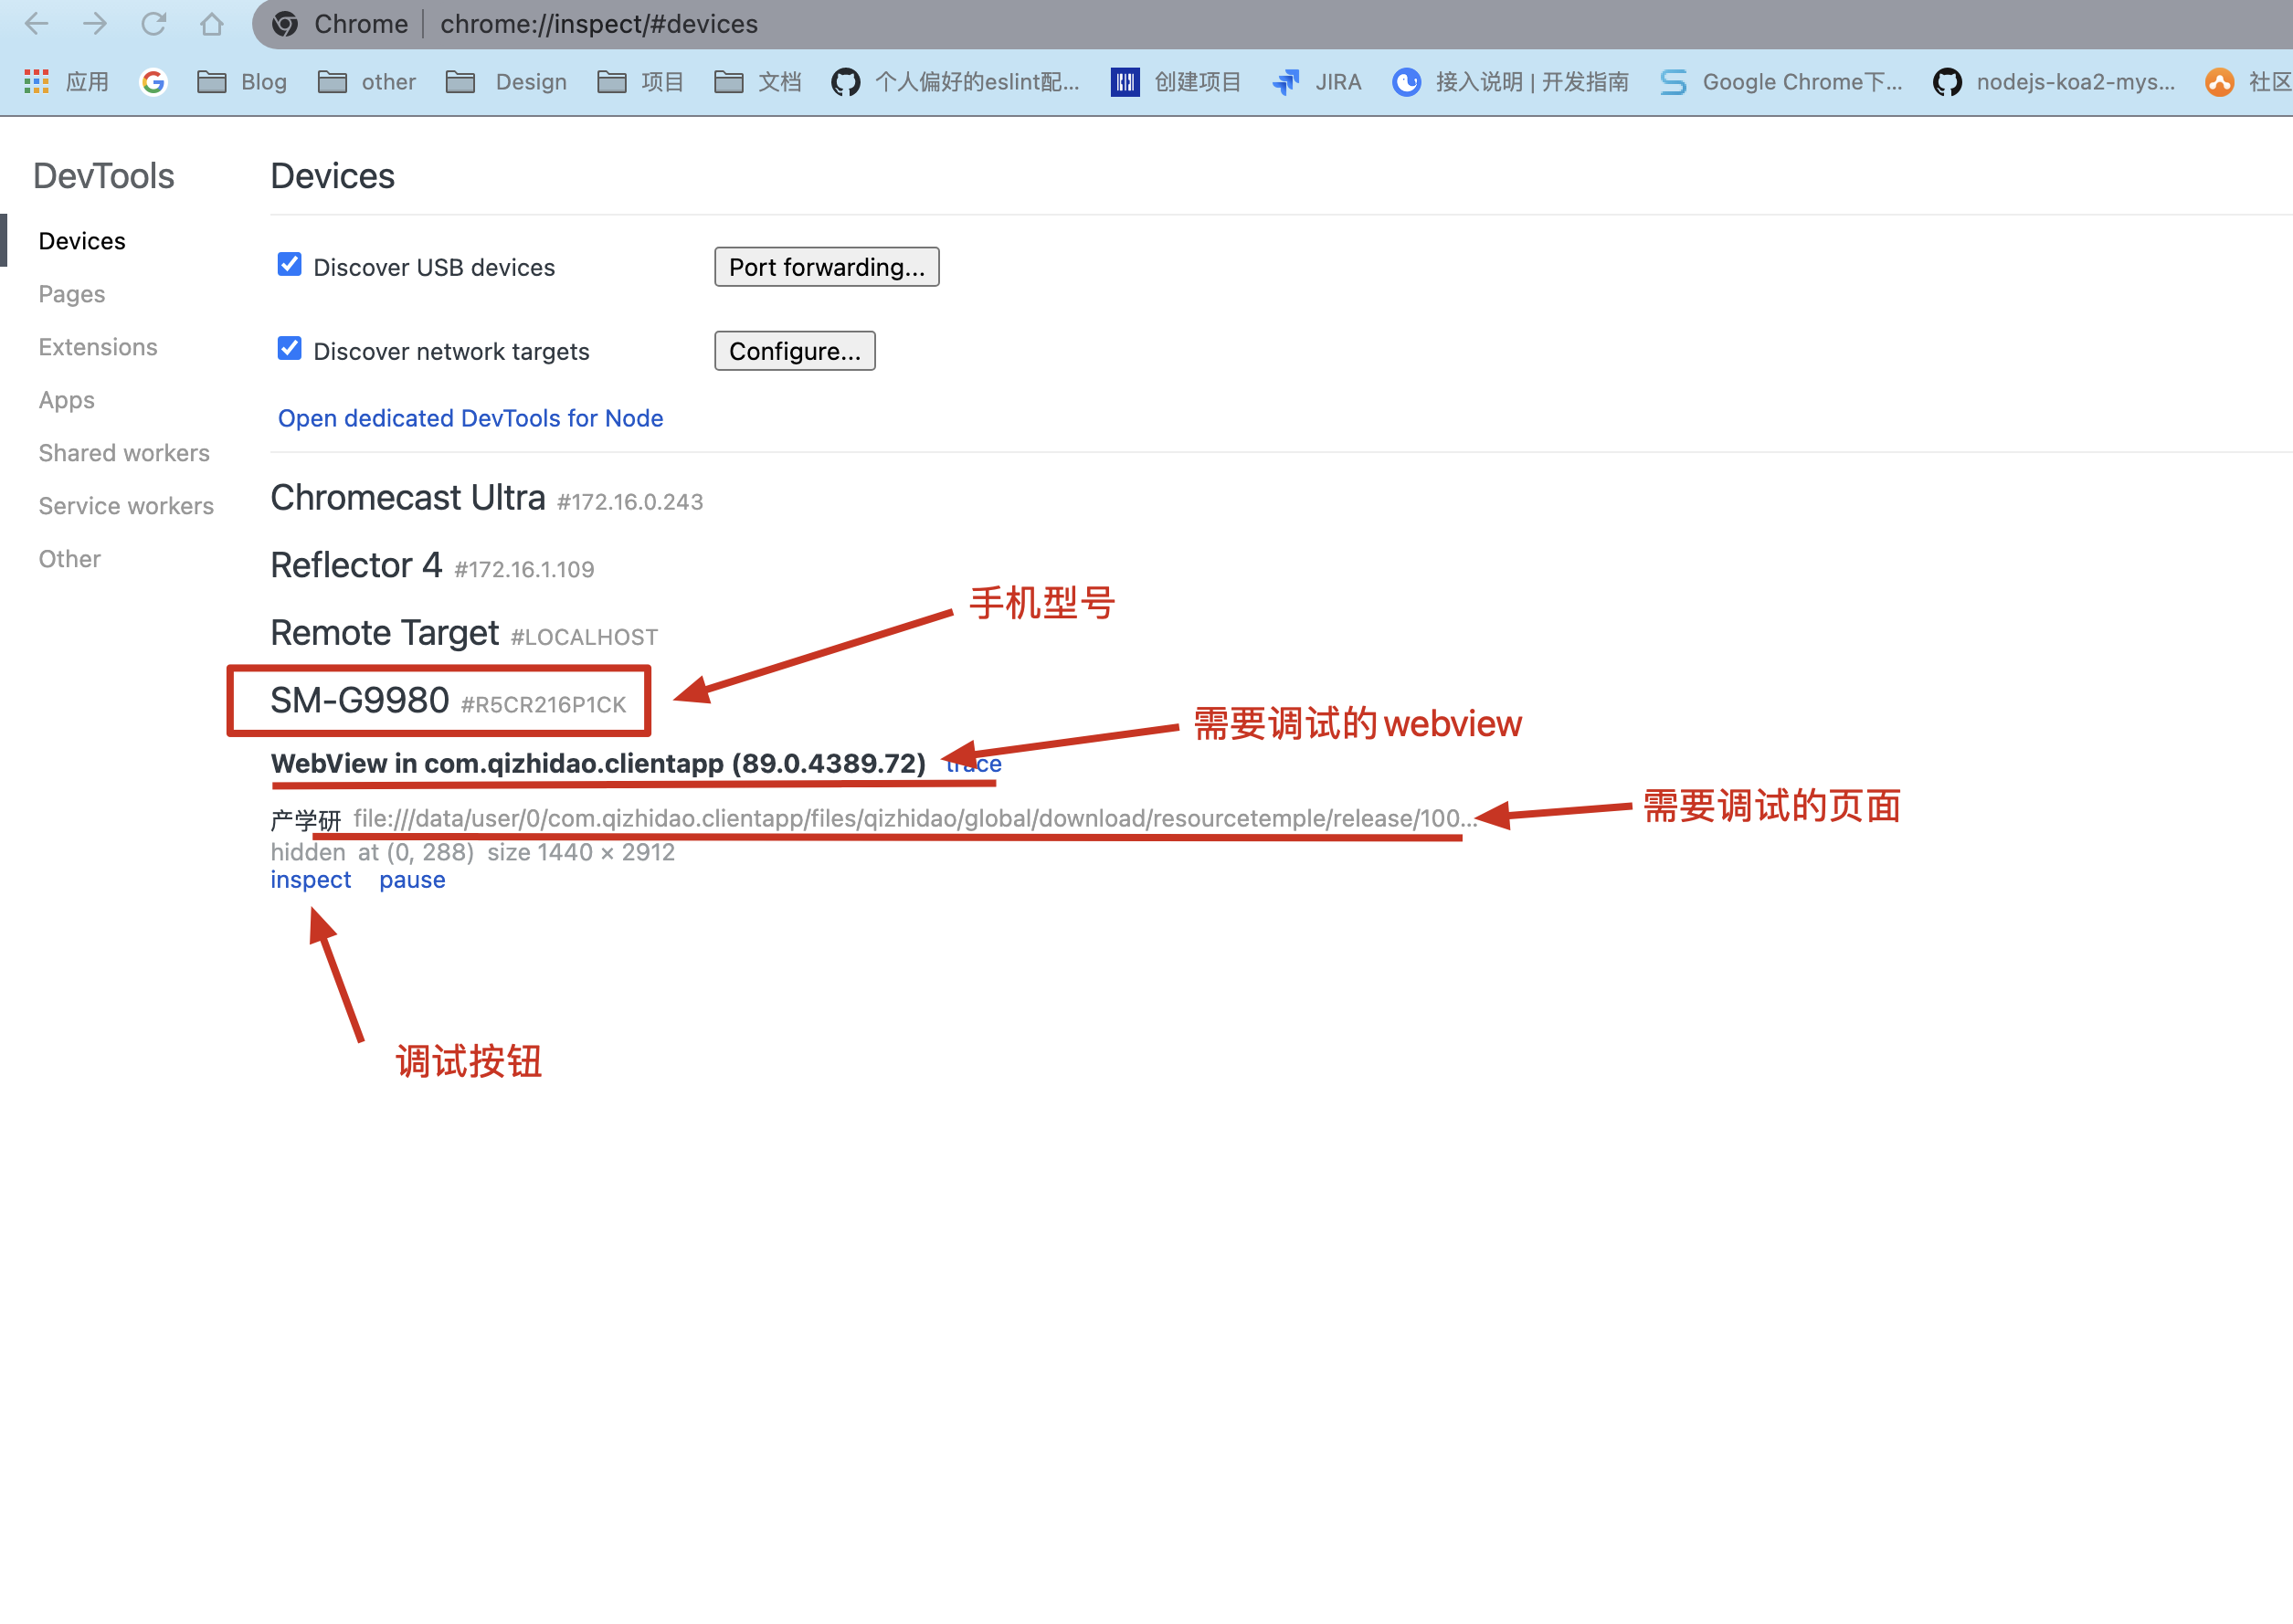 Chrome | chrome://inspect/#devices
应用 Blog other Design 项目 文档 个人偏好的eslint配... 创建项目 JIRA 接入说明 | 开发指南 Google Chrome下... nodejs-koa2-mys... 社区
DevTools
Devices
Pages
Extensions
Apps
Shared workers
Service workers
Other
Devices
Discover USB devices Port forwarding...
Discover network targets Configure...
Open dedicated DevTools for Node
Chromecast Ultra #172.16.0.243
Reflector 4 #172.16.1.109
手机型号
Remote Target #LOCALHOST
SM-G9980 #R5CR216P1CK
需要调试的webview
WebView in com.qizhidao.clientapp (89.0.4389.72) trace
需要调试的页面
产学研 file:///data/user/0/com.qizhidao.clientapp/files/qizhidao/global/download/resourcetemple/release/100...
hidden at (0, 288) size 1440 × 2912
inspect pause
调试按钮